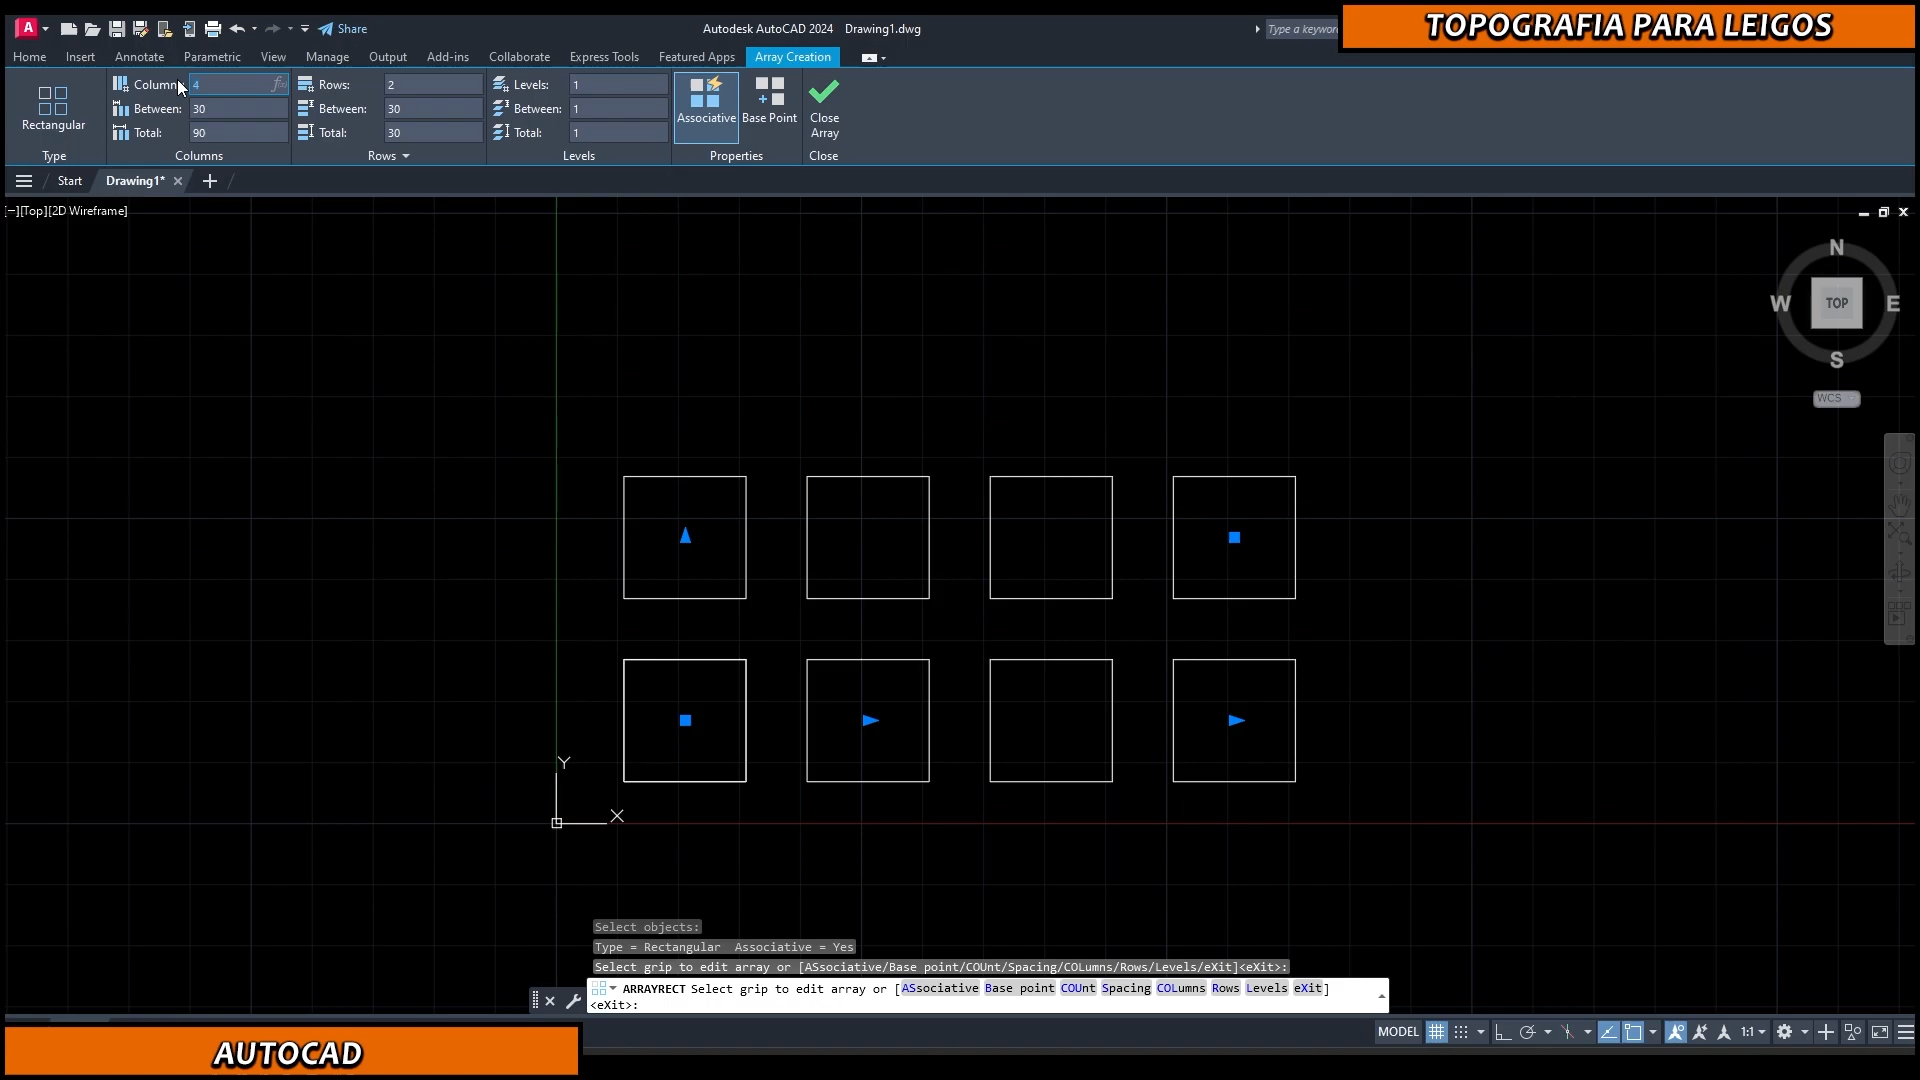 TOPOGRAFIA PARA LEIGOS
A Share Autodesk AutoCAD 2024 Drawing1.dwg Type a keywor
Home Insert Annotate Parametric View Manage Output Add-ins Collaborate Express Tools Featured Apps Array Creation
Column 4 Rows: 2 Levels: 1
Between: 30 Between: 30 Between: 1
Total: 90 Total: 30 Total: 1
Rectangular Associative Base Point Close Array
Type Columns Rows Levels Properties Close
Start Drawing1*
[−][Top][2D Wireframe]
N
W TOP E
S
WCS
Y
X
Select objects:
Type = Rectangular Associative = Yes
Select grip to edit array or [ASsociative/Base point/COUnt/Spacing/COLumns/Rows/Levels/eXit]<eXit>:
ARRAYRECT Select grip to edit array or [ASsociative Base point COUnt Spacing COLumns Rows Levels eXit]
<eXit>:
MODEL 1:1
AUTOCAD